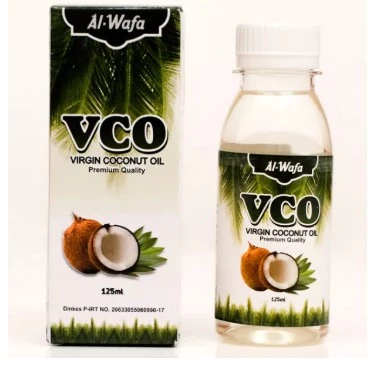 Al-Wafa
VCO
VIRGIN COCONUT OIL
Premium Quality
125ml
Dinkes P-IRT NO. 20633055060990-17
Al-Wafa
VCO
VIRGIN COCONUT OIL
Premium Quality
125ml